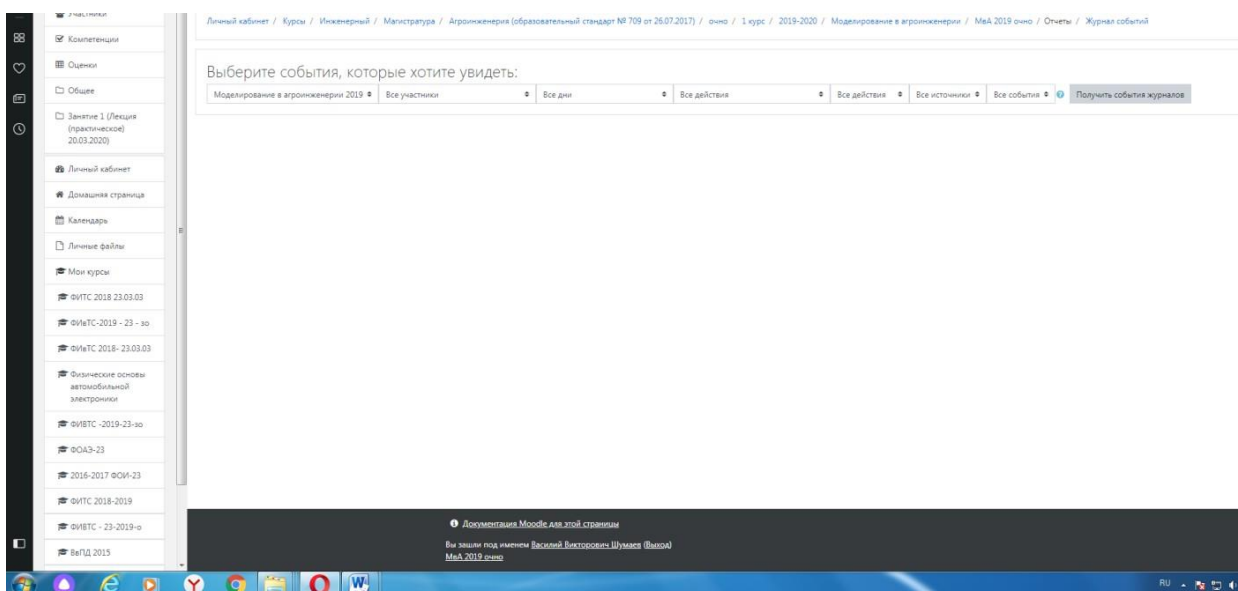 Участники
Личный кабинет / Курсы / Инженерный / Магистратура / Агроинженерия (образовательный стандарт № 709 от 26.07.2017) / очно / 1 курс / 2019-2020 / Моделирование в агроинженерии / МвА 2019 очно / Отчеты / Журнал событий
Компетенции
Оценки
Выберите события, которые хотите увидеть:
Общее
Моделирование в агроинженерии 2019 Все участники Все дни Все действия Все действия Все источники Все события Получить события журналов
Занятие 1 (Лекция
(практическое)
20.03.2020)
Личный кабинет
Домашняя страница
Календарь
Личные файлы
Мои курсы
ФИТС 2018 23.03.03
ФИвТС-2019 - 23 - зо
ФИвТС 2018- 23.03.03
Физические основы
автомобильной
электроники
ФИВТС -2019-23-зо
ФОАЭ-23
2016-2017 ФОИ-23
ФИТС 2018-2019
ФИВТС - 23-2019-о
ВвПД 2015
Документация Moodle для этой страницы
Вы зашли под именем Василий Викторович Шумаев (Выход)
МвА 2019 очно
RU